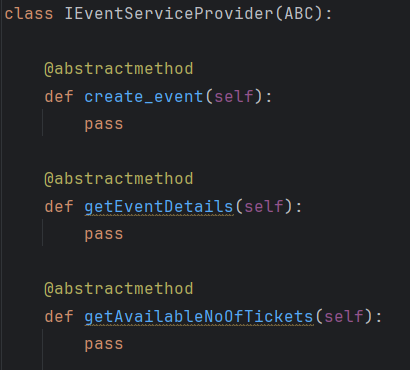 class IEventServiceProvider(ABC):
@abstractmethod
def create_event(self):
pass
@abstractmethod
def getEventDetails(self):
pass
@abstractmethod
def getAvailableNoOfTickets(self):
pass